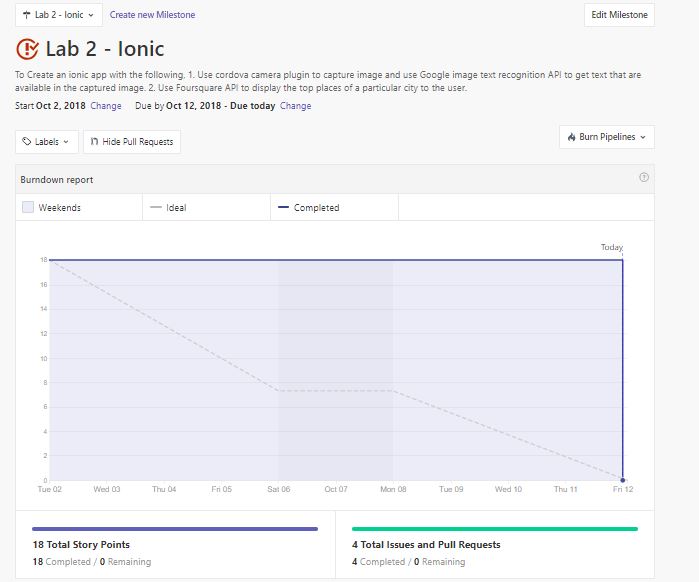 Lab 2 - Ionic
Create new Milestone
Edit Milestone
Lab 2 - Ionic
To Create an ionic app with the following. 1. Use cordova camera plugin to capture image and use Google image text recognition API to get text that are
available in the captured image. 2. Use Foursquare API to display the top places of a particular city to the user.
Start Oct 2, 2018 Change Due by Oct 12, 2018 - Due today Change
Labels
Hide Pull Requests
Burn Pipelines
Burndown report
Weekends
Ideal
Completed
Today
18
16
14
12
10
8
6
4
2
0
Tue 02 Wed 03 Thu 04 Fri 05 Sat 06 Oct 07 Mon 08 Tue 09 Wed 10 Thu 11 Fri 12
18 Total Story Points
18 Completed / 0 Remaining
4 Total Issues and Pull Requests
4 Completed / 0 Remaining